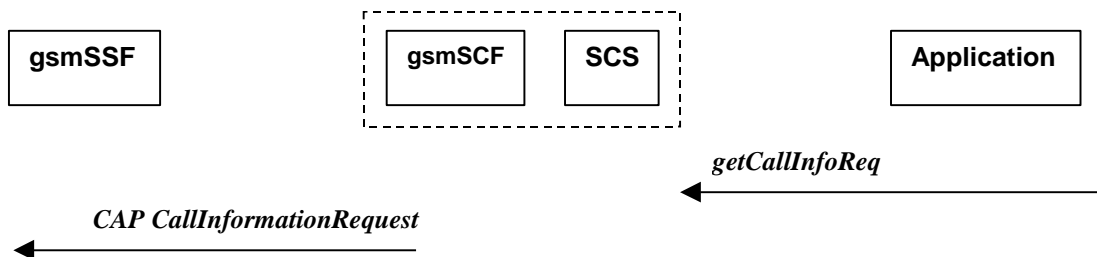 gsmSSF
gsmSCF
SCS
Application
getCallInfoReq
CAP CallInformationRequest